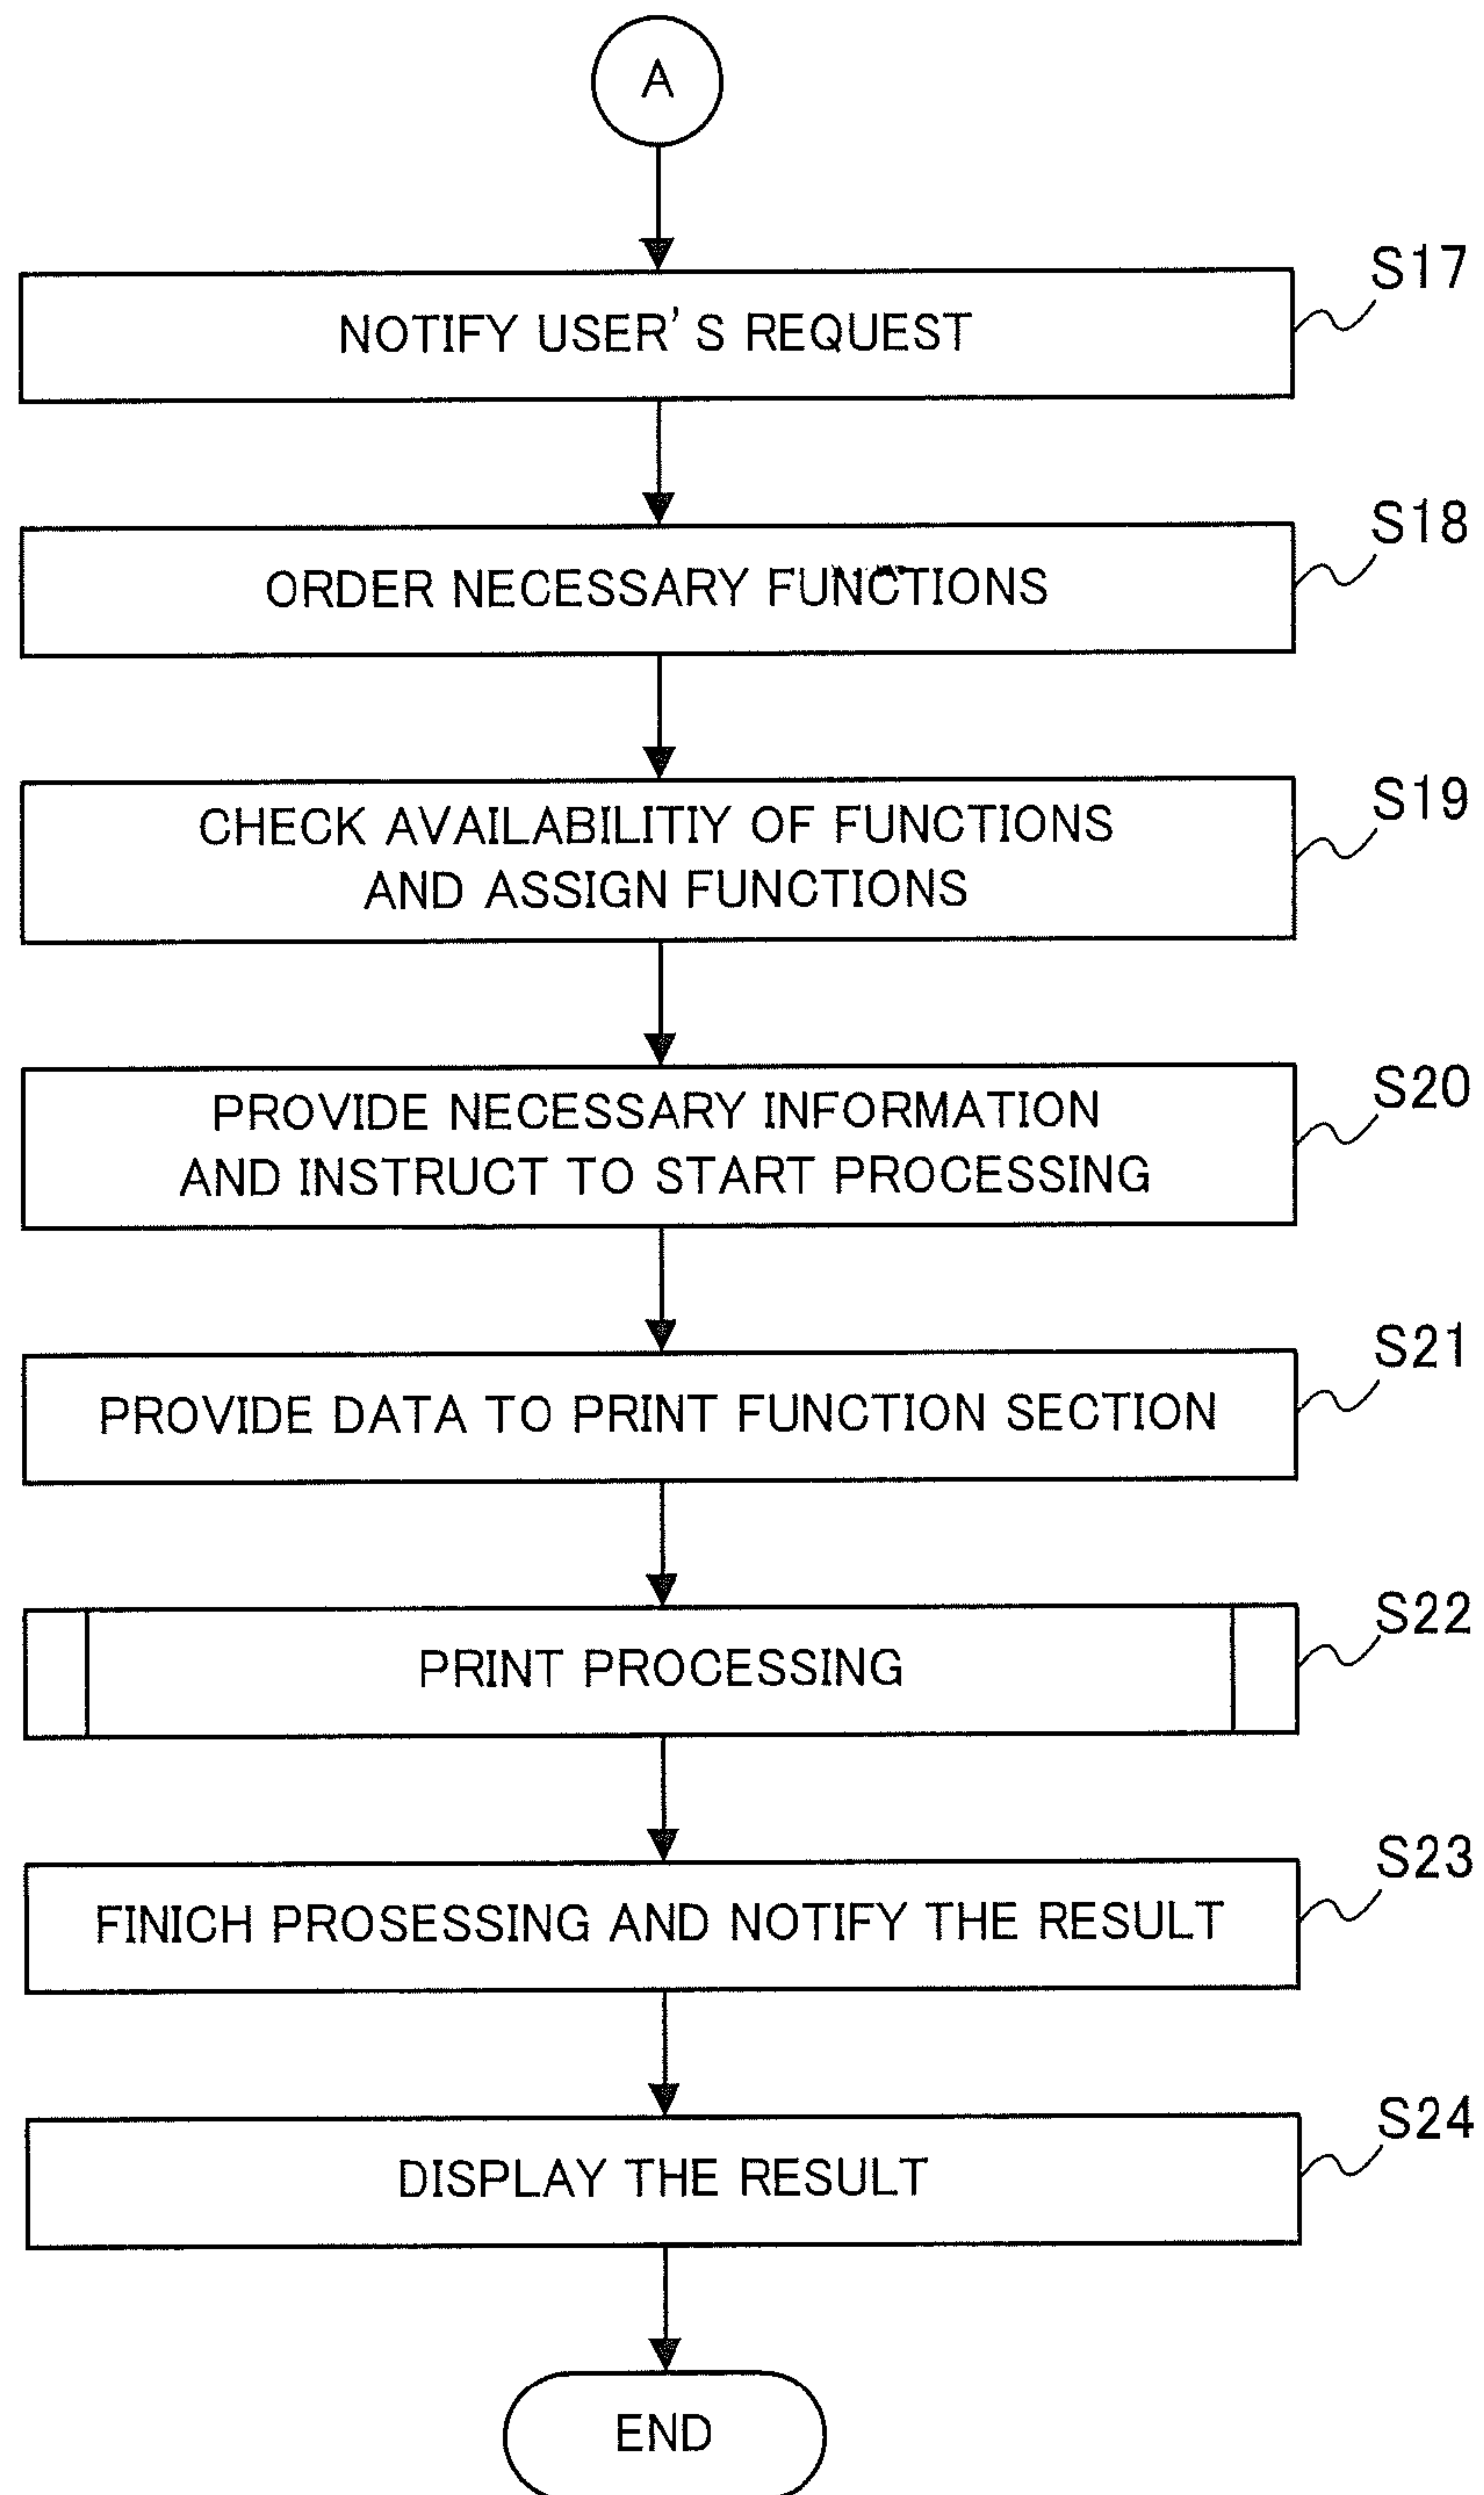 A
S17
NOTIFY USER'S REQUEST
S18
ORDER NECESSARY FUNCTIONS
S19
CHECK AVAILABILITIY OF FUNCTIONS
AND ASSIGN FUNCTIONS
S20
PROVIDE NECESSARY INFORMATION
AND INSTRUCT TO START PROCESSING
S21
PROVIDE DATA TO PRINT FUNCTION SECTION
S22
PRINT PROCESSING
S23
FINICH PROSESSING AND NOTIFY THE RESULT
S24
DISPLAY THE RESULT
END